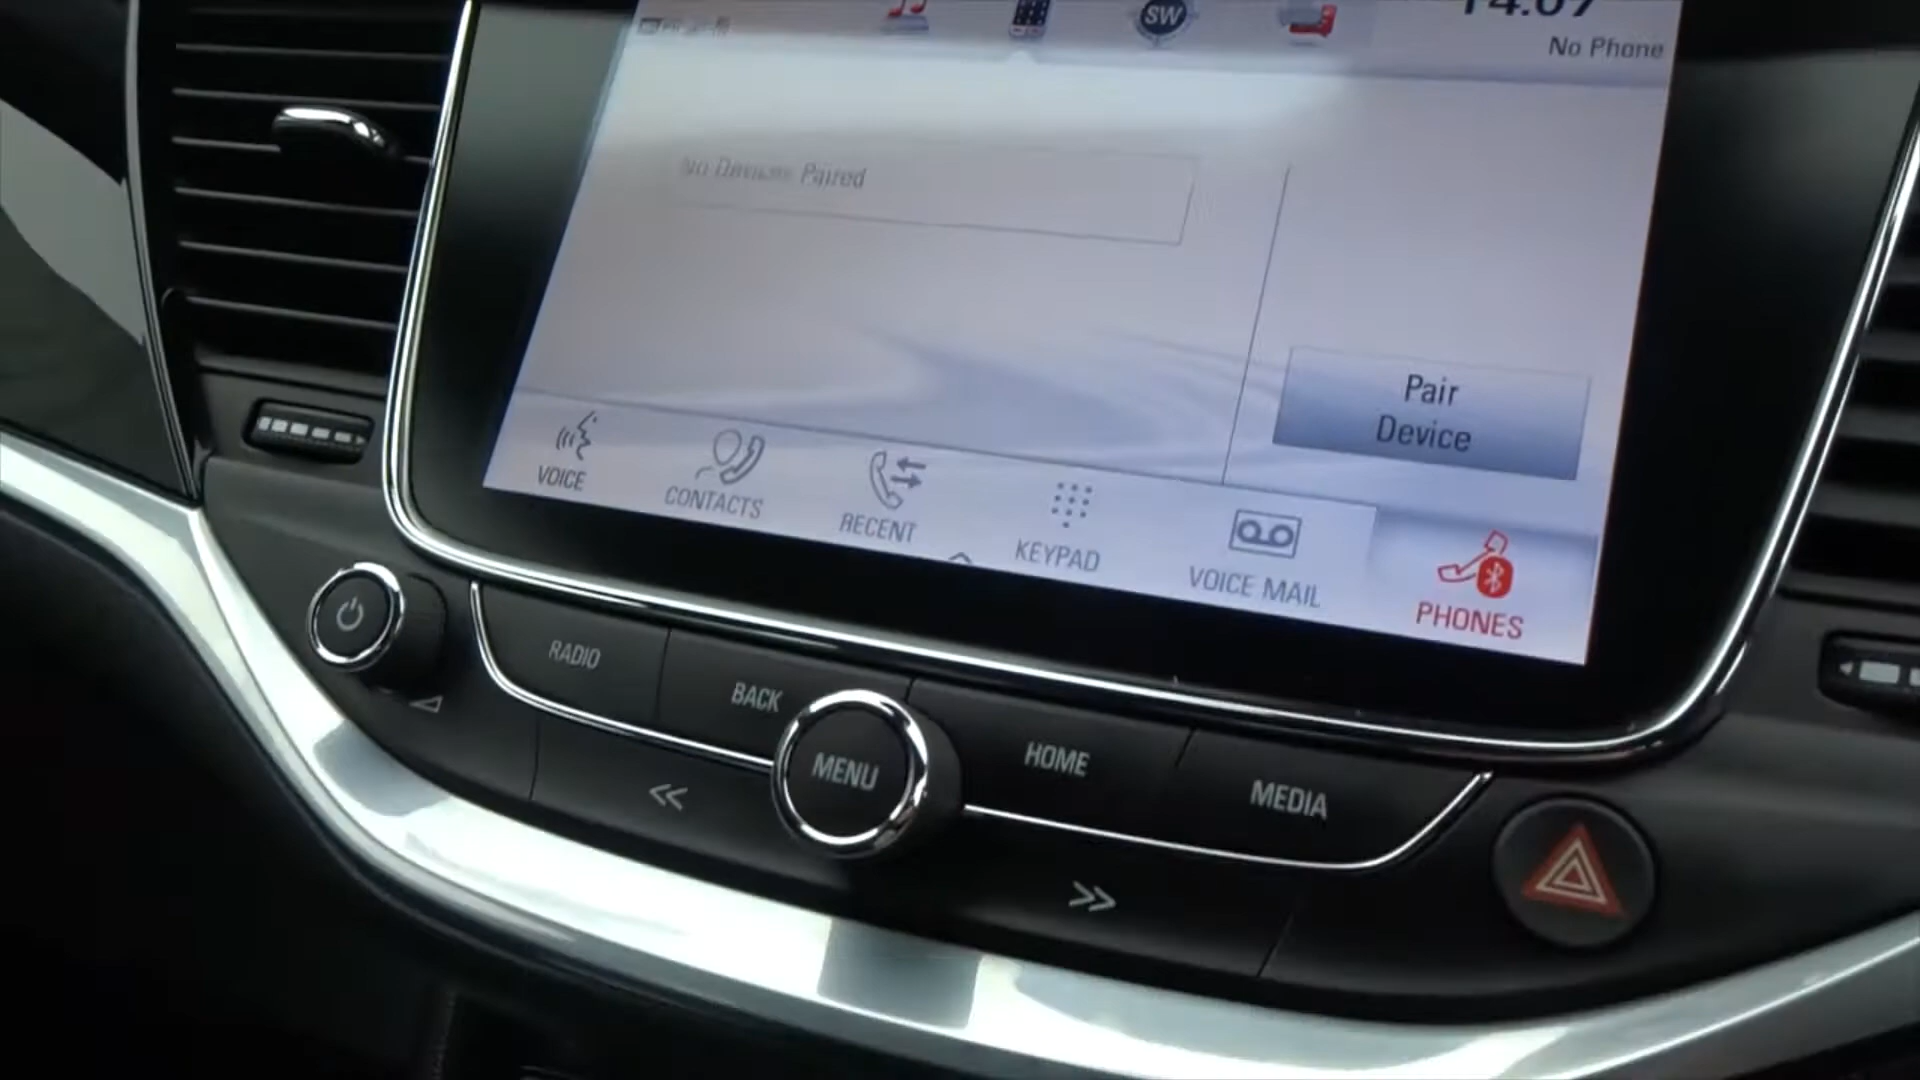 SW
14:07
No Phone
No Devices Paired
Pair
Device
VOICE
CONTACTS
RECENT
KEYPAD
VOICE MAIL
PHONES
RADIO
BACK
MENU
HOME
MEDIA